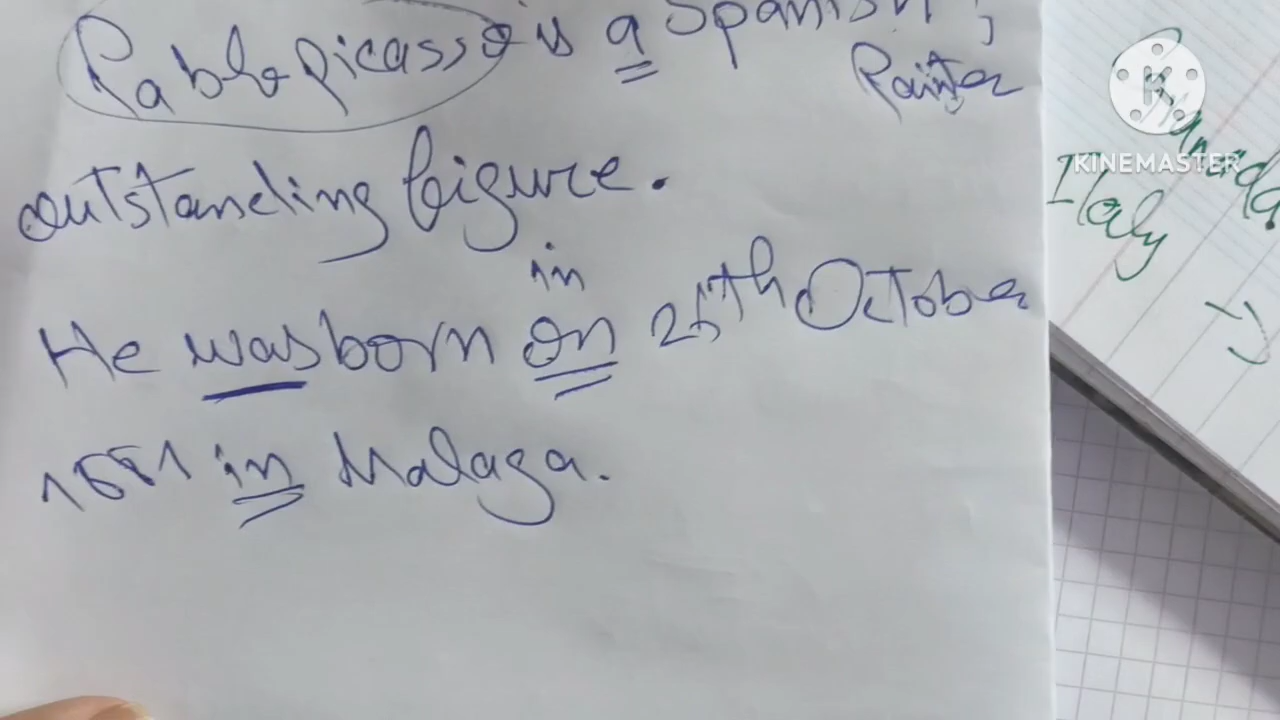 Pablo picasso is a Spanish,
Painter
outstanding figure.
in
He was born on 25th October
1881 in Malaga.
Canada.
Italy
KINEMASTER